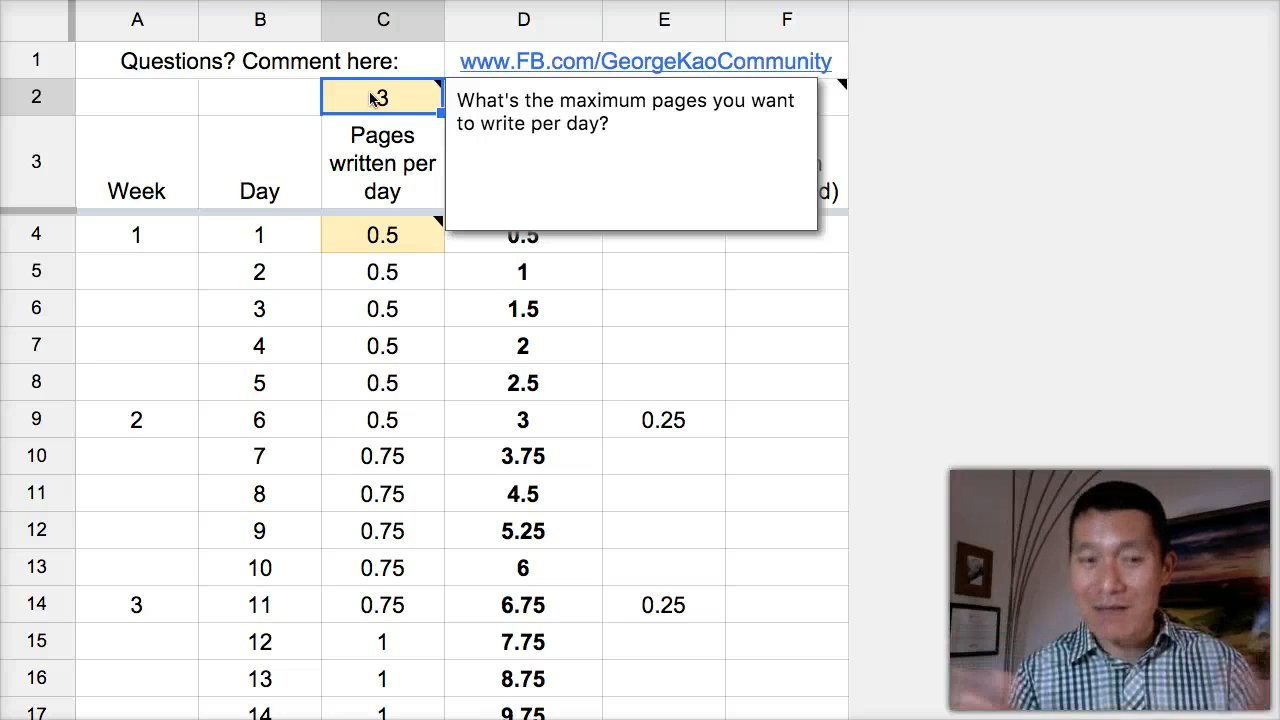 A B C D E F
1 Questions? Comment here: www.FB.com/GeorgeKaoCommunity
2 3
What's the maximum pages you want
to write per day?
3 Week Day Pages
written per
day
d)
4 1 1 0.5 0.5
5 2 0.5 1
6 3 0.5 1.5
7 4 0.5 2
8 5 0.5 2.5
9 2 6 0.5 3 0.25
10 7 0.75 3.75
11 8 0.75 4.5
12 9 0.75 5.25
13 10 0.75 6
14 3 11 0.75 6.75 0.25
15 12 1 7.75
16 13 1 8.75
17 14 1 9.75